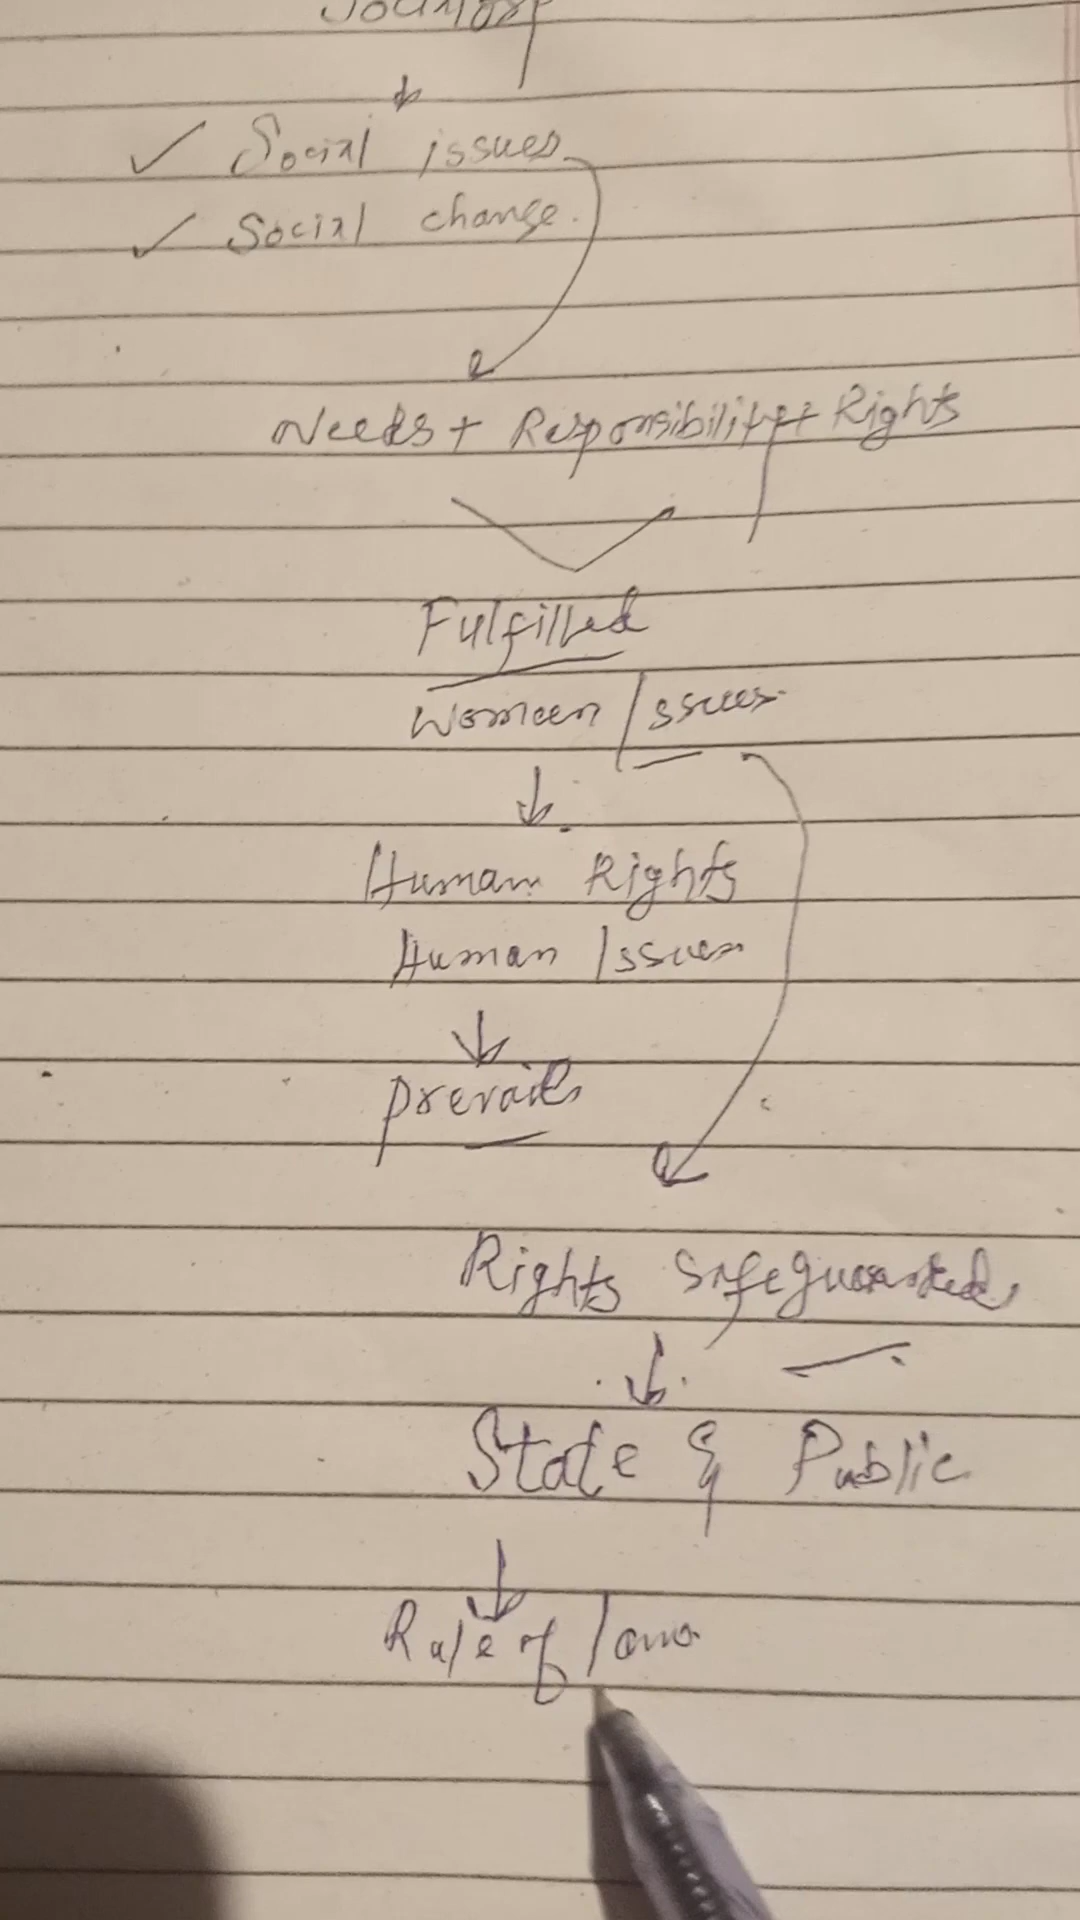 ✓ Social issues
✓ Social change.
Needs + Responsibility + Rights
Fulfilled
Women Issues
Human Rights
Human Issues
Prevails
Rights Safeguarded
State & Public
Rule of law